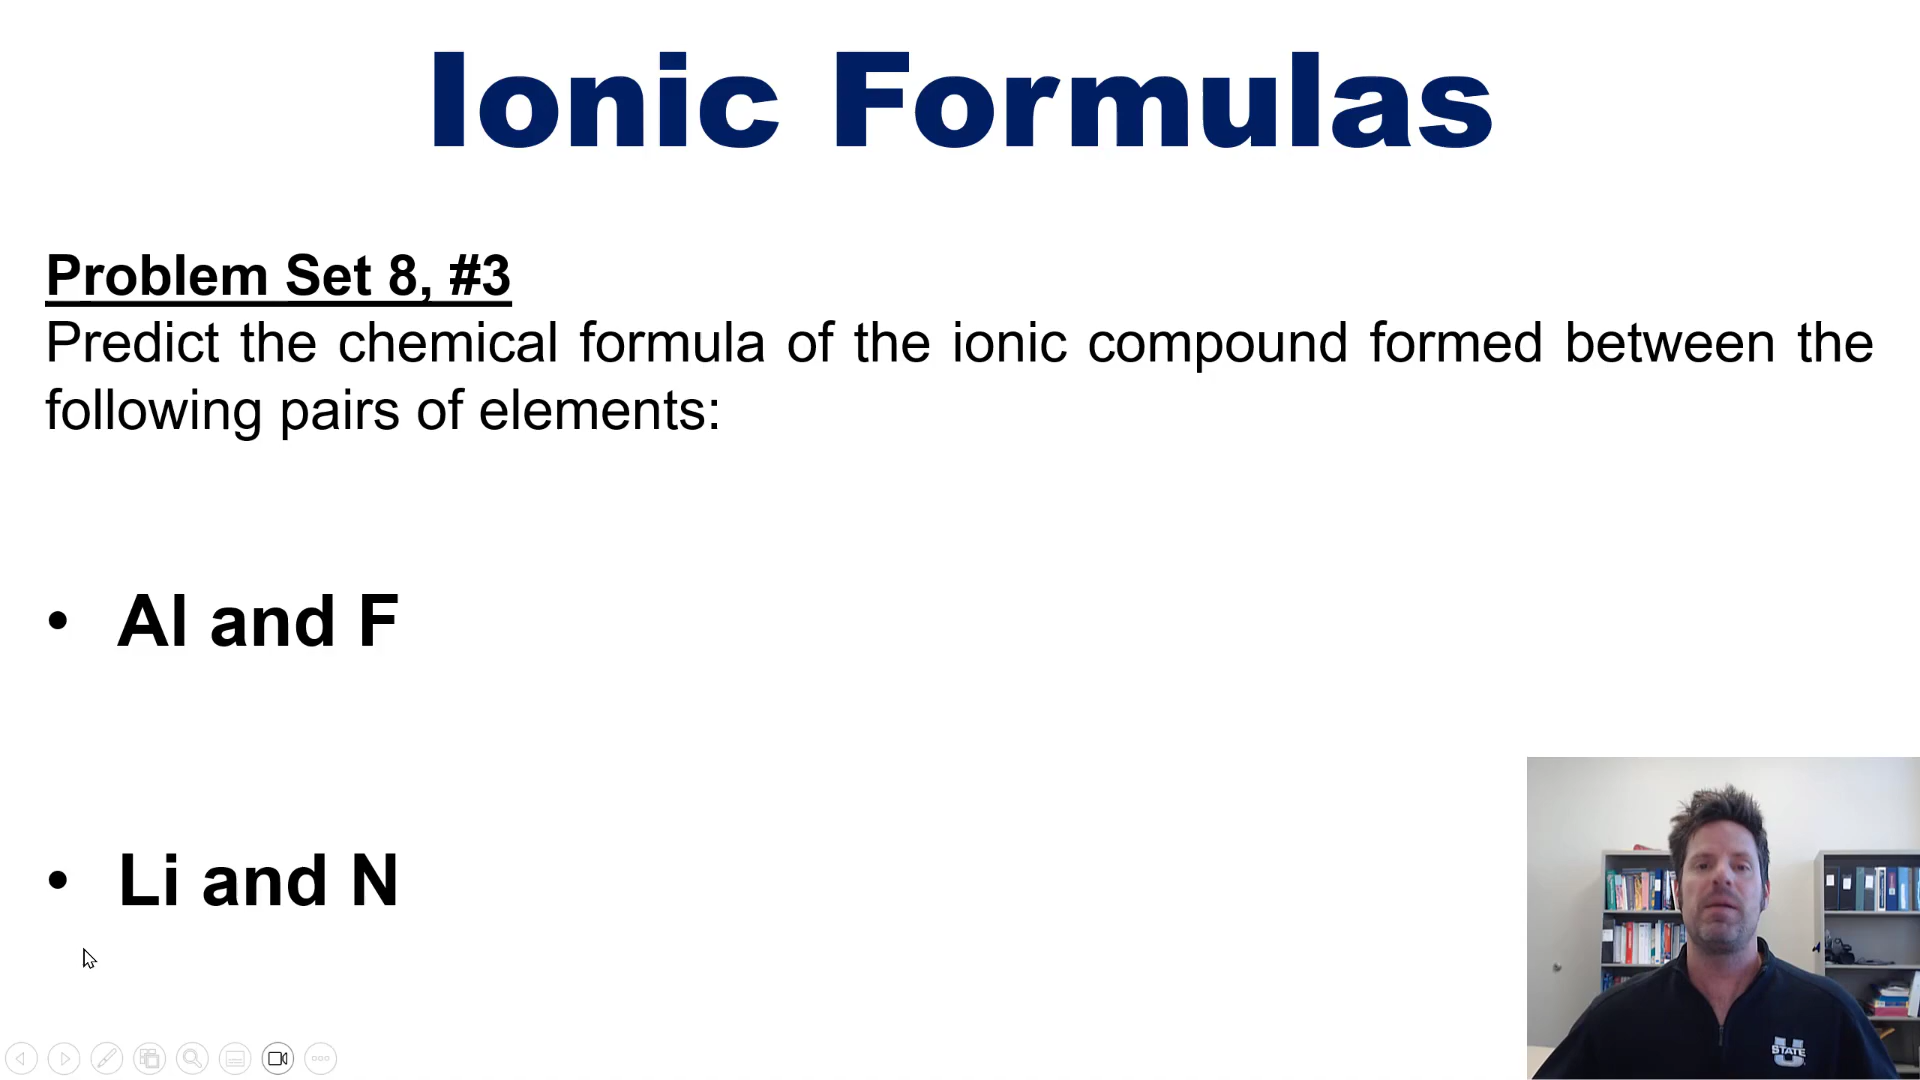 Ionic Formulas
Problem Set 8, #3
Predict the chemical formula of the ionic compound formed between the
following pairs of elements:
• Al and F
• Li and N
STATE